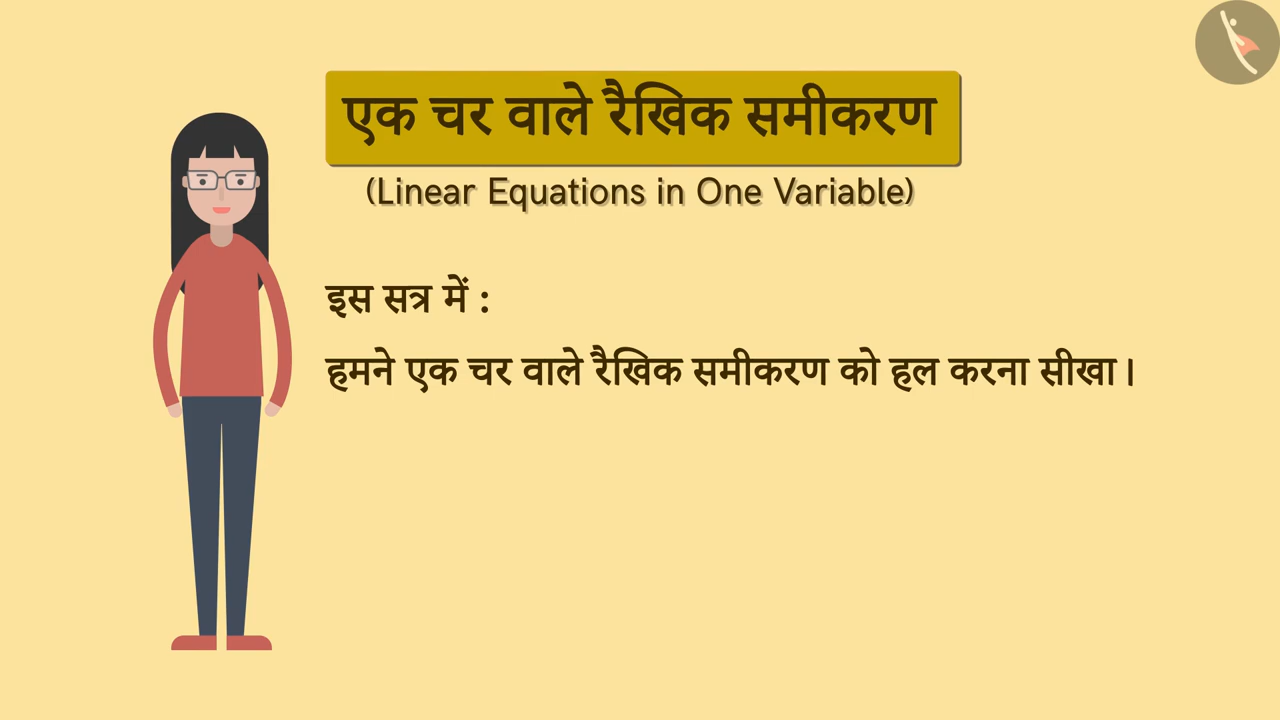 एक चर वाले रैखिक समीकरण
(Linear Equations in One Variable)
इस सत्र में :
हमने एक चर वाले रैखिक समीकरण को हल करना सीखा।